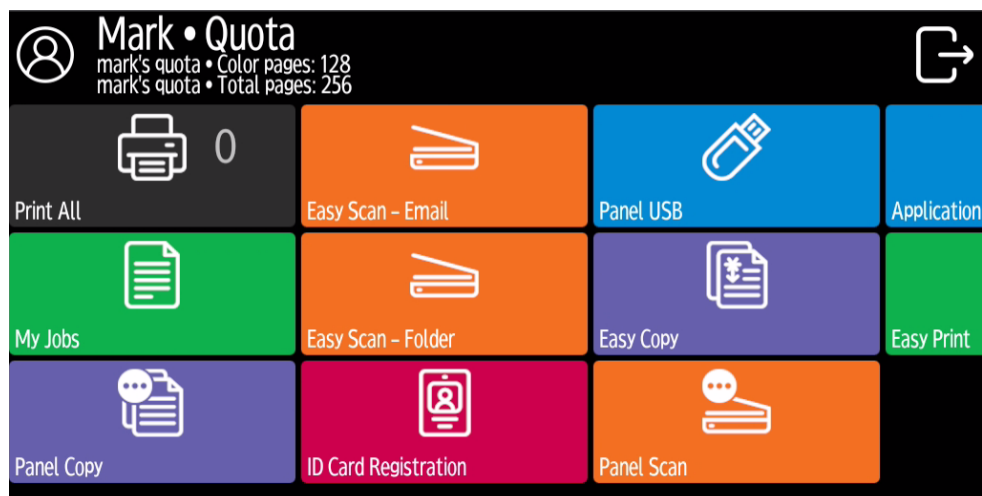 Mark • Quota
mark's quota • Color pages: 128
mark's quota • Total pages: 256
0
Print All
Easy Scan – Email
Panel USB
Application
My Jobs
Easy Scan – Folder
Easy Copy
Easy Print
Panel Copy
ID Card Registration
Panel Scan